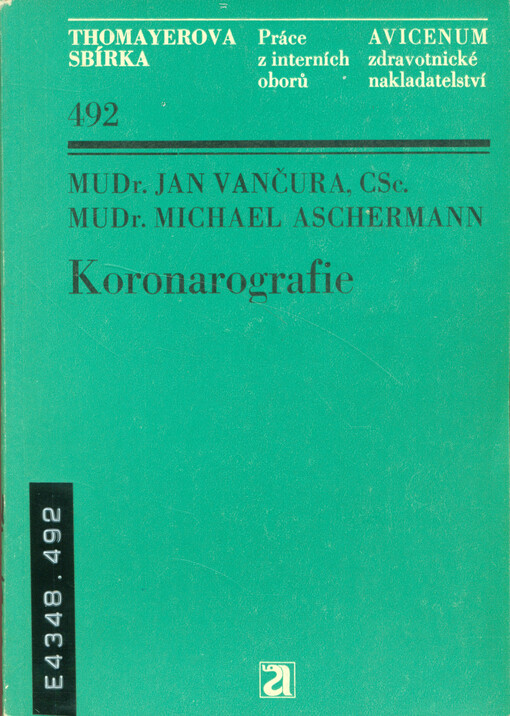 THOMAYEROVA SBÍRKA
Práce z interních oborů
AVICENUM zdravotnické nakladatelství
492
MUDr. JAN VANČURA, CSc.
MUDr. MICHAEL ASCHERMANN
Koronarografie
E4348.492
a